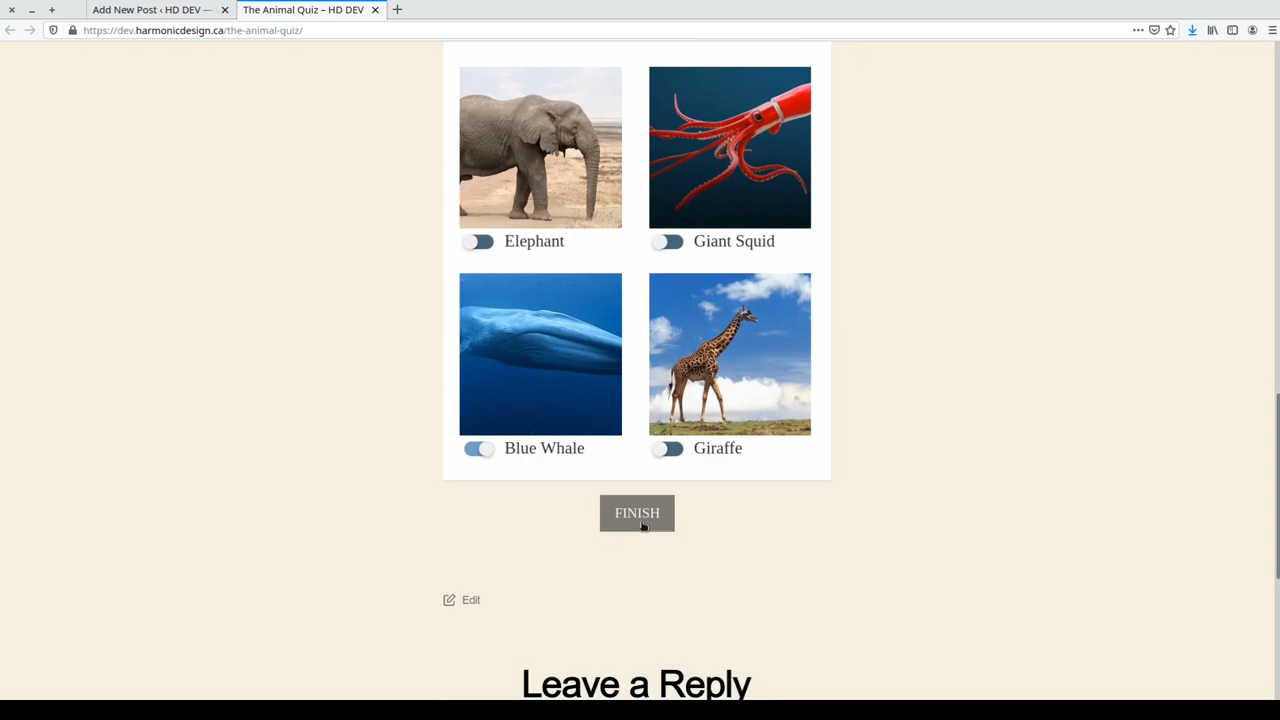 Add New Post ‹ HD DEV —
The Animal Quiz – HD DEV
https://dev.harmonicdesign.ca/the-animal-quiz/
Elephant
Giant Squid
Blue Whale
Giraffe
FINISH
Edit
Leave a Reply